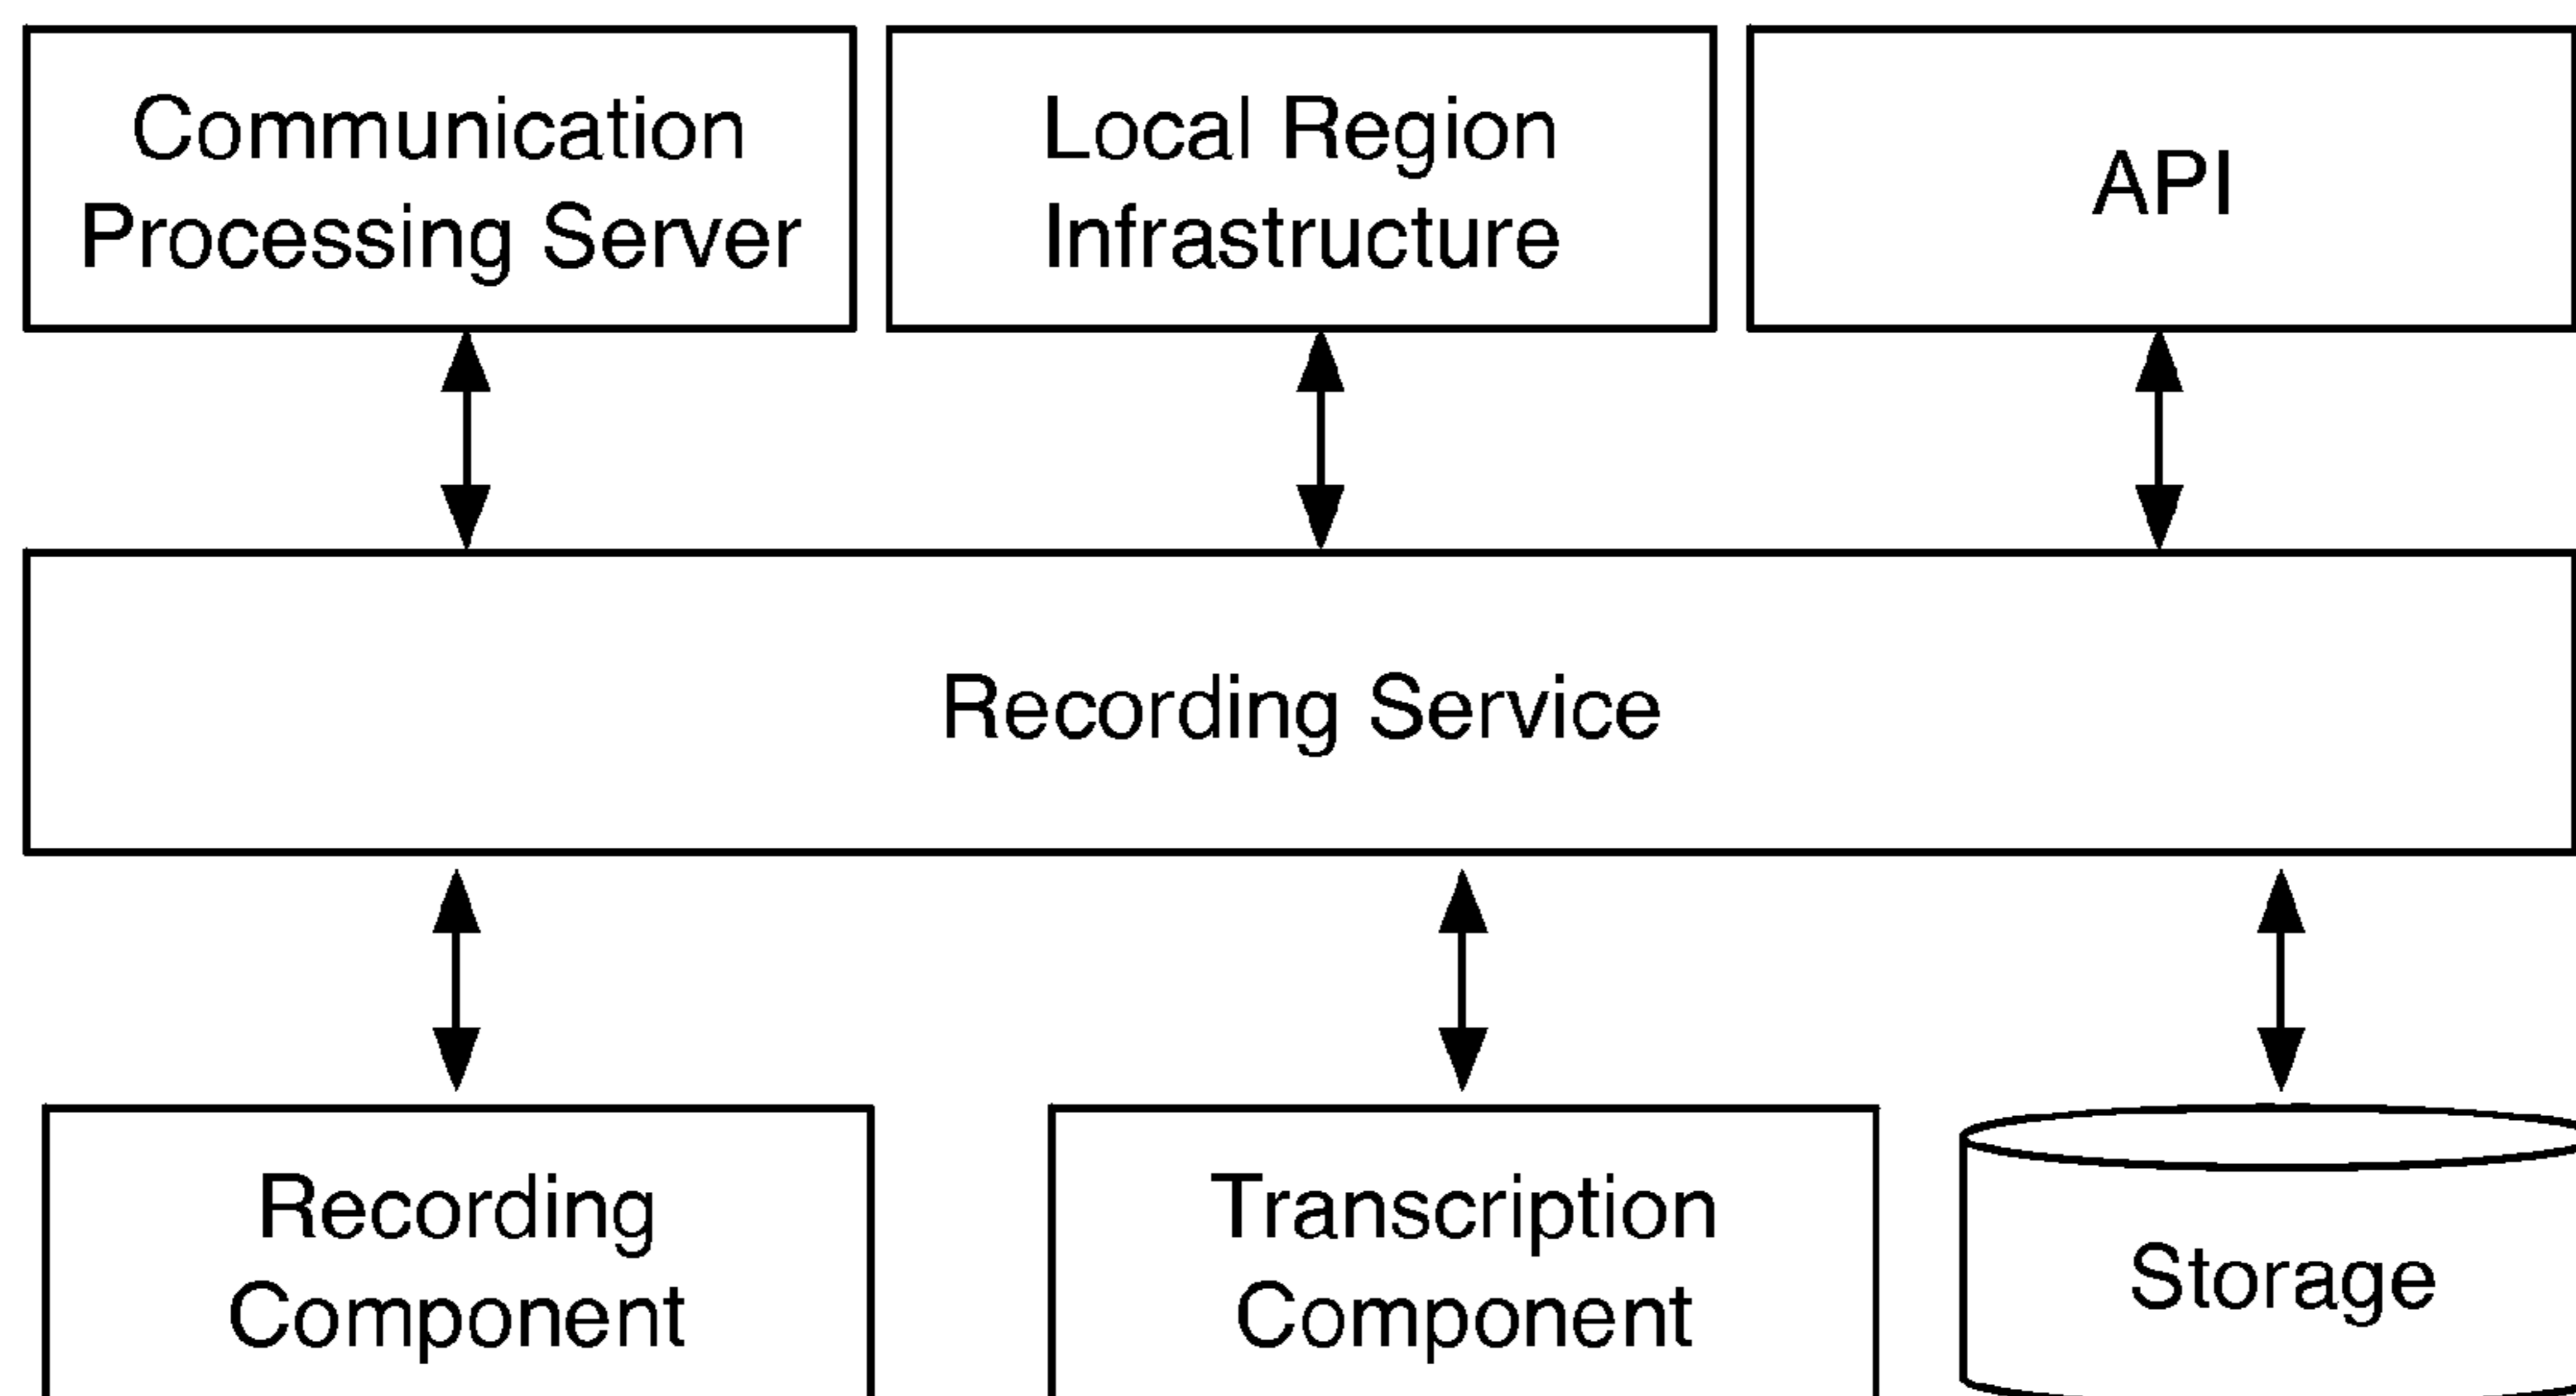 Communication
Processing Server
Local Region
Infrastructure
API
Recording Service
Recording
Component
Transcription
Component
Storage